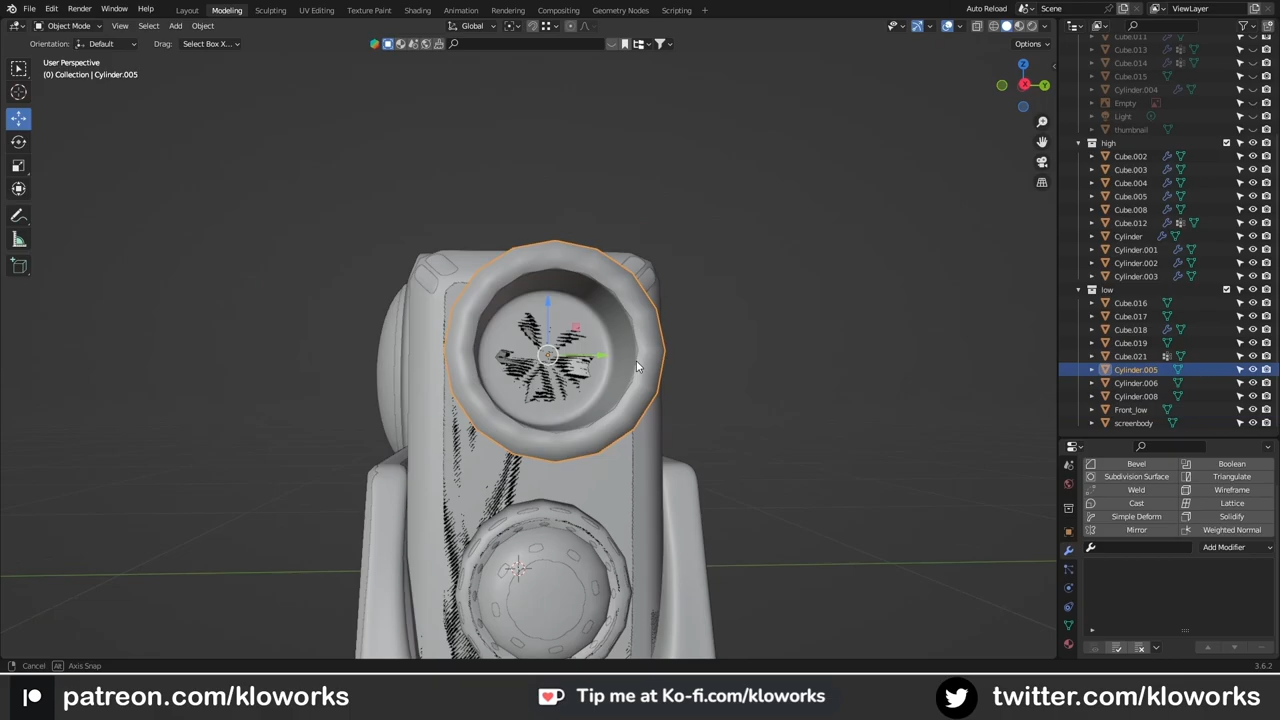 File Edit Render Window Help Layout Modeling Sculpting UV Editing Texture Paint Shading Animation Rendering Compositing Geometry Nodes Scripting Auto Reload Scene ViewLayer
Object Mode View Select Add Object Global
Orientation: Default Drag: Select Box X... Options
User Perspective
(0) Collection | Cylinder.005
Z
X
Y
Cube.011
Cube.013
Cube.014
Cube.015
Cylinder.004
Empty
Light
thumbnail
high
Cube.002
Cube.003
Cube.004
Cube.005
Cube.008
Cube.012
Cylinder
Cylinder.001
Cylinder.002
Cylinder.003
low
Cube.016
Cube.017
Cube.018
Cube.019
Cube.021
Cylinder.005
Cylinder.006
Cylinder.008
Front_low
screenbody
Bevel Boolean
Subdivision Surface Triangulate
Weld Wireframe
Cast Lattice
Simple Deform Solidify
Mirror Weighted Normal
Add Modifier
Cancel Alt Axis Snap 3.6.2
patreon.com/kloworks Tip me at Ko-fi.com/kloworks twitter.com/kloworks